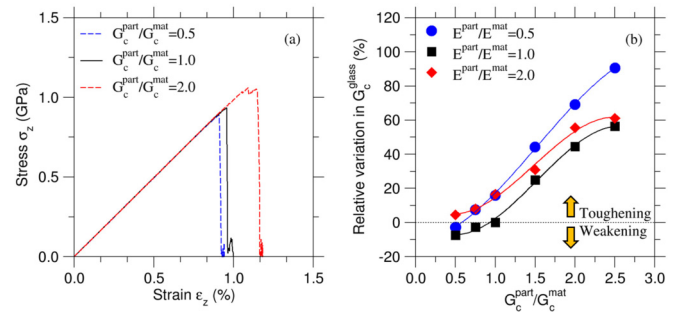 (a)
G_c^part/G_c^mat=0.5
G_c^part/G_c^mat=1.0
G_c^part/G_c^mat=2.0
Stress σ_z (GPa)
1.5
1.0
0.5
0.0
0.0 0.5 1.0 1.5
Strain ε_z (%)
(b)
E^part/E^mat=0.5
E^part/E^mat=1.0
E^part/E^mat=2.0
Relative variation in G_c^glass (%)
120
100
80
60
40
20
0
-20
Toughening
Weakening
0.0 0.5 1.0 1.5 2.0 2.5 3.0
G_c^part/G_c^mat